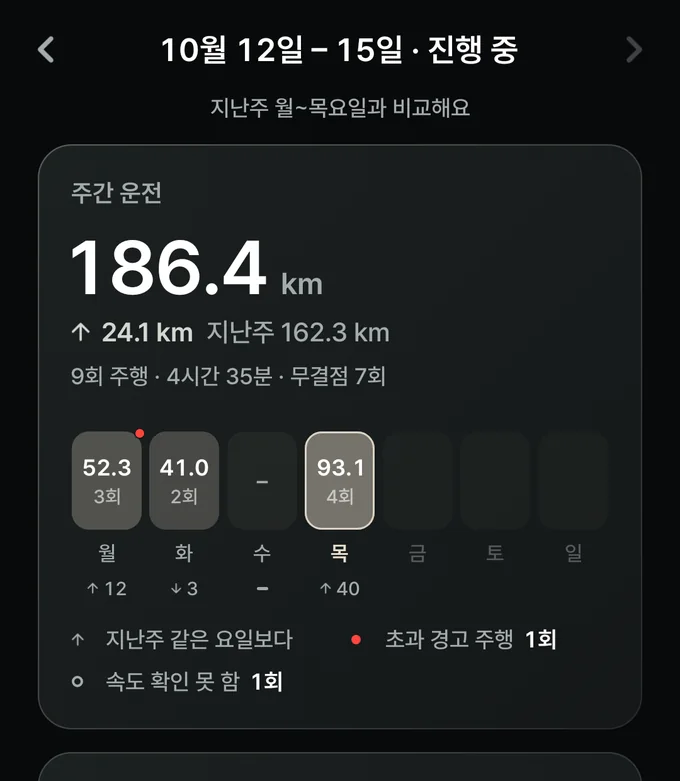 10월 12일 – 15일 · 진행 중
지난주 월~목요일과 비교해요
주간 운전
186.4 km
↑ 24.1 km 지난주 162.3 km
9회 주행 · 4시간 35분 · 무결점 7회
52.3 41.0 – 93.1
3회 2회 4회
월 화 수 목 금 토 일
↑ 12 ↓ 3 – ↑ 40
↑ 지난주 같은 요일보다 ● 초과 경고 주행 1회
○ 속도 확인 못 함 1회